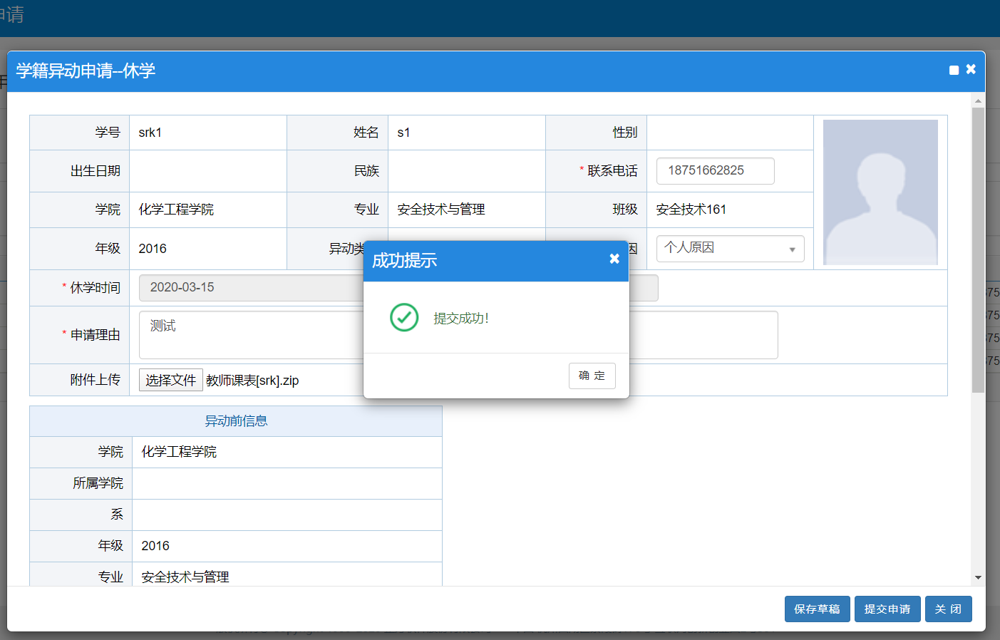 申请
学籍异动申请--休学
学号 srk1 姓名 s1 性别
出生日期 民族 * 联系电话 18751662825
学院 化学工程学院 专业 安全技术与管理 班级 安全技术161
年级 2016 异动类 因 个人原因
* 休学时间 2020-03-15
* 申请理由 测试
附件上传 选择文件 教师课表[srk].zip
成功提示
提交成功!
确 定
异动前信息
学院 化学工程学院
所属学院
系
年级 2016
专业 安全技术与管理
保存草稿 提交申请 关 闭